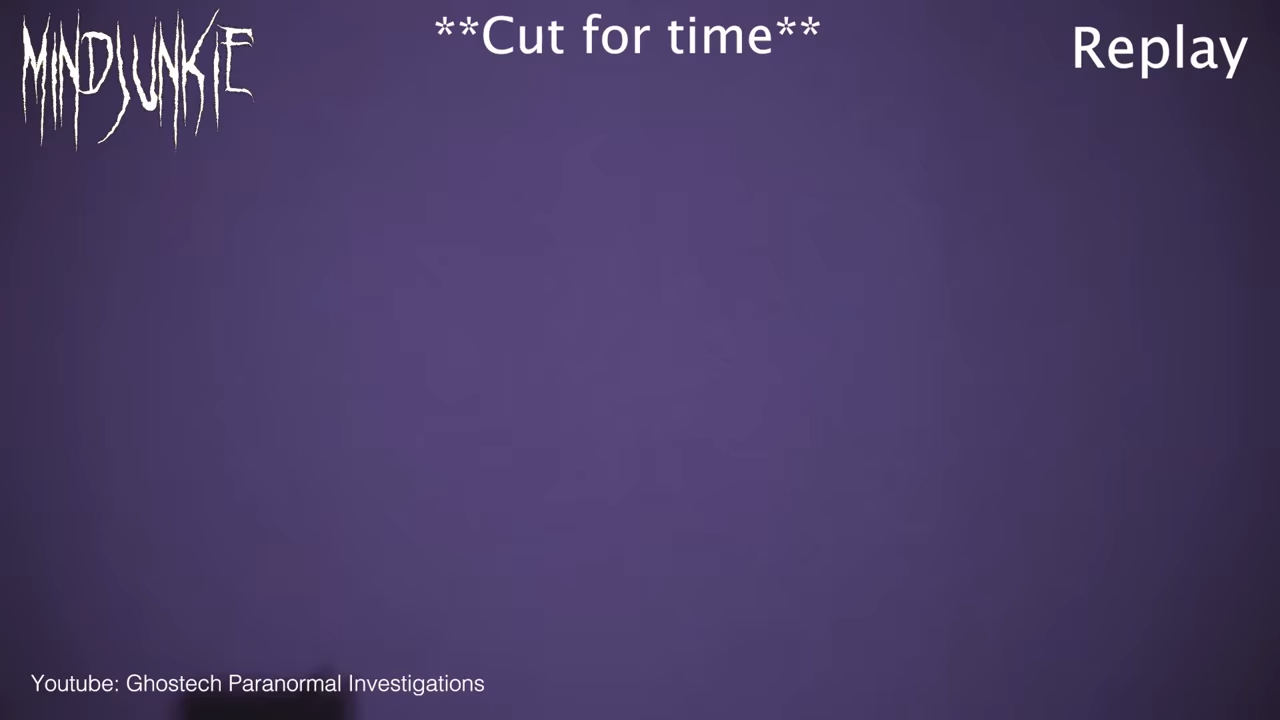 MINDJUNKIE
**Cut for time**
Replay
Youtube: Ghostech Paranormal Investigations